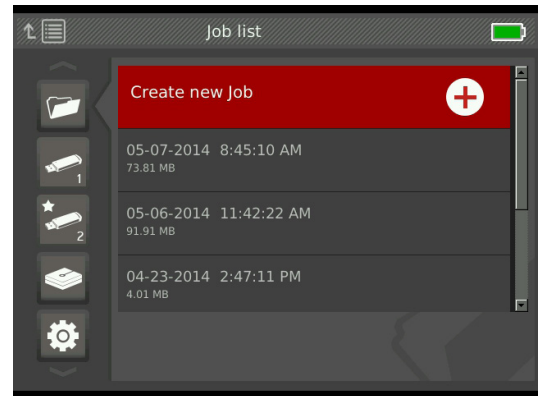 Job list
Create new Job
05-07-2014 8:45:10 AM
73.81 MB
1
05-06-2014 11:42:22 AM
91.91 MB
2
04-23-2014 2:47:11 PM
4.01 MB